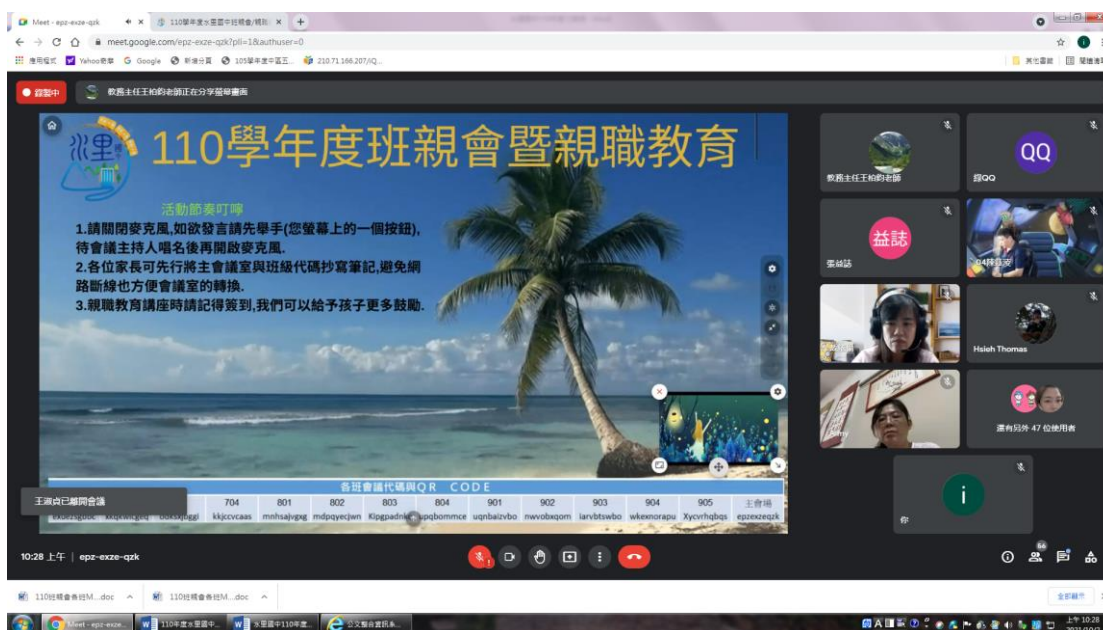 Meet - epz-exze-qzk
110學年度水里國中班親會/親職
meet.google.com/epz-exze-qzk?pli=1&authuser=0
應用程式
Yahoo奇摩
Google
新增分頁
105學年度中區五...
210.71.166.207/iQ...
其他書籤
錄製中
教務主任王柏鈞老師正在分享螢幕畫面
水里
110學年度班親會暨親職教育
活動節奏叮嚀
1.請關閉麥克風,如欲發言請先舉手(您螢幕上的一個按鈕),
待會議主持人唱名後再開啟麥克風.
2.各位家長可先行將主會議室與班級代碼抄寫筆記,避免網
路斷線也方便會議室的轉換.
3.親職教育講座時請記得簽到,我們可以給予孩子更多鼓勵.
各班會議代碼與QR CODE
704 801 802 803 804 901 902 903 904 905 主會場
kkjccvcaas mnhsajvgxg mdpqyecjwn uqnbaizvbo nwvobxqom iarvbtswbo wkexnorapu Xycvrhqbqs epzexzeqzk
王淑貞已離開會議
教務主任王柏鈞老師
QQ
益誌
張益誌
Hsieh Thomas
還有另外 47 位使用者
i
你
10:28 上午 | epz-exze-qzk
56
110班親會各班M....doc
110班親會各班M....doc
全部顯示
Meet - epz-exze-...
110學年度水里國中...
水里國中110年度...
公文整合資訊系...
上午 10:28